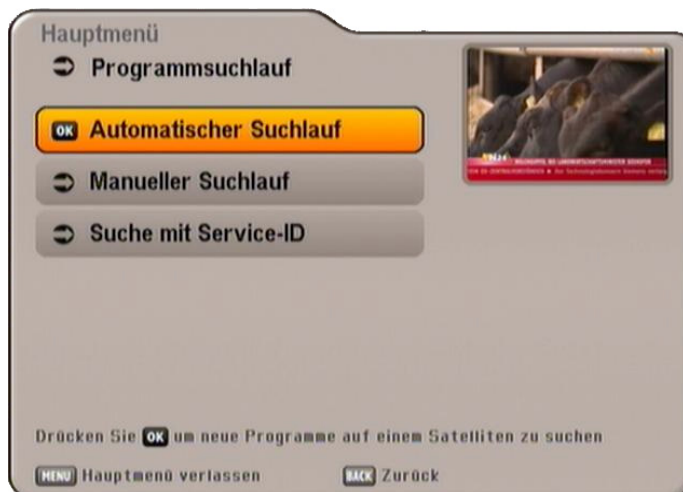 Hauptmenü
Programmsuchlauf
OK Automatischer Suchlauf
Manueller Suchlauf
Suche mit Service-ID
Drücken Sie OK um neue Programme auf einem Satelliten zu suchen
MENU Hauptmenü verlassen
BACK Zurück